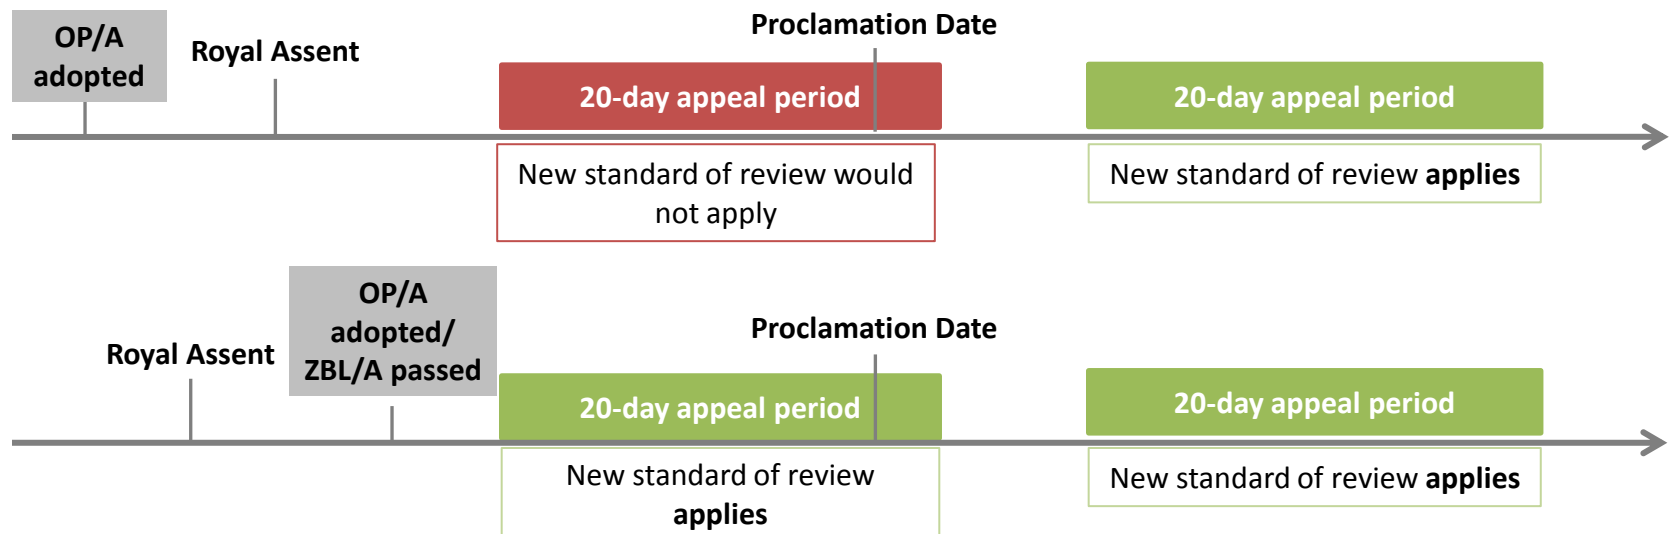 OP/A
adopted
Royal Assent
Proclamation Date
20-day appeal period
20-day appeal period
New standard of review would
not apply
New standard of review applies
Royal Assent
OP/A
adopted/
ZBL/A passed
Proclamation Date
20-day appeal period
20-day appeal period
New standard of review
applies
New standard of review applies